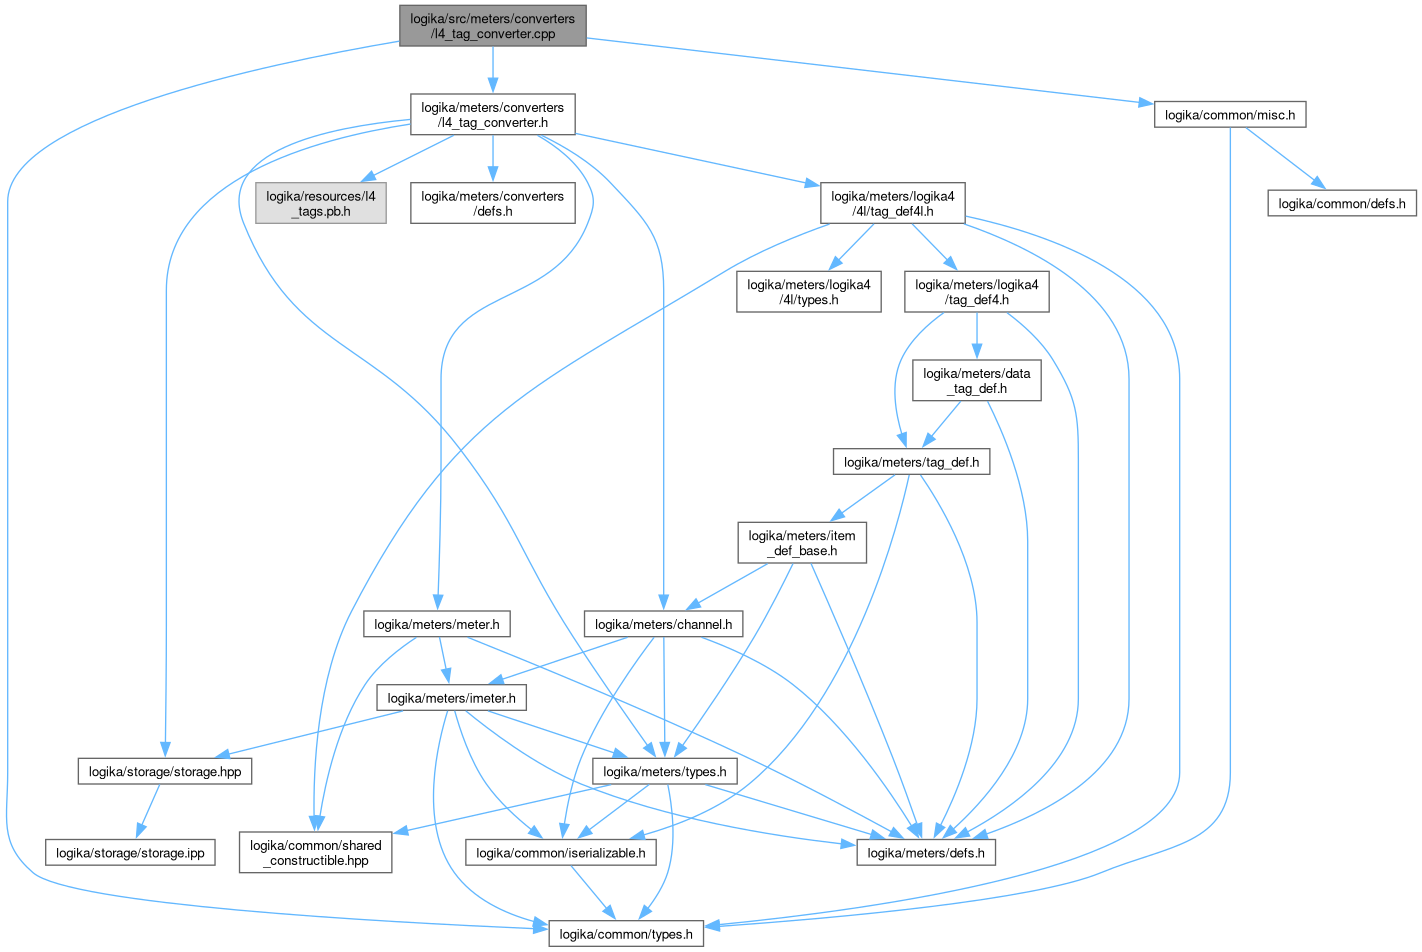 logika/src/meters/converters
/l4_tag_converter.cpp
logika/meters/converters
/l4_tag_converter.h
logika/common/misc.h
logika/resources/l4
_tags.pb.h
logika/meters/converters
/defs.h
logika/meters/logika4
/4l/tag_def4l.h
logika/common/defs.h
logika/meters/logika4
/4l/types.h
logika/meters/logika4
/tag_def4.h
logika/meters/data
_tag_def.h
logika/meters/tag_def.h
logika/meters/item
_def_base.h
logika/meters/meter.h
logika/meters/channel.h
logika/meters/imeter.h
logika/storage/storage.hpp
logika/meters/types.h
logika/storage/storage.ipp
logika/common/shared
_constructible.hpp
logika/common/iserializable.h
logika/meters/defs.h
logika/common/types.h